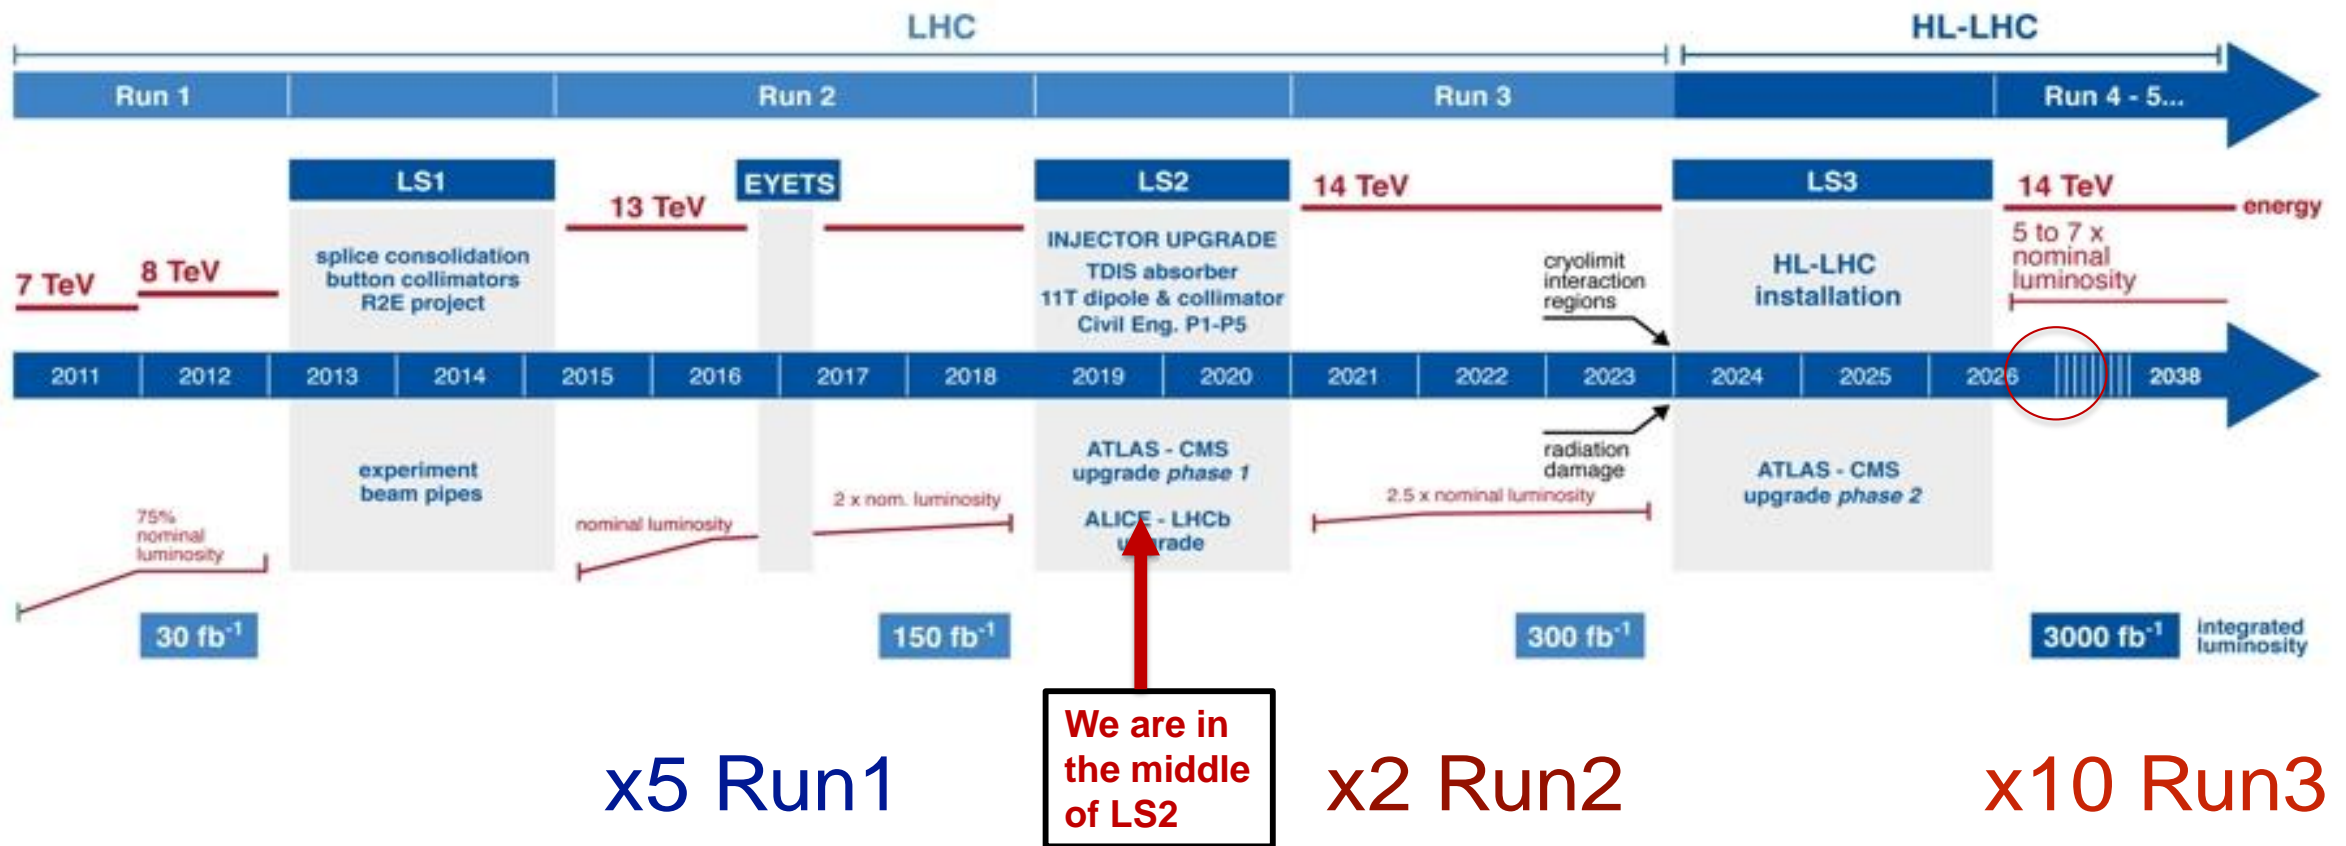 LHC
HL-LHC
Run 1
Run 2
Run 3
Run 4 - 5...
LS1
EYETS
LS2
LS3
7 TeV
8 TeV
13 TeV
14 TeV
14 TeV
energy
splice consolidation
button collimators
R2E project
INJECTOR UPGRADE
TDIS absorber
11T dipole & collimator
Civil Eng. P1-P5
cryolimit
interaction
regions
HL-LHC
installation
5 to 7 x
nominal
luminosity
2011
2012
2013
2014
2015
2016
2017
2018
2019
2020
2021
2022
2023
2024
2025
2026
2038
75%
nominal
luminosity
experiment
beam pipes
nominal luminosity
2 x nom. luminosity
ATLAS - CMS
upgrade phase 1
ALICE - LHCb
upgrade
2.5 x nominal luminosity
radiation
damage
ATLAS - CMS
upgrade phase 2
30 fb⁻¹
150 fb⁻¹
300 fb⁻¹
3000 fb⁻¹
integrated
luminosity
We are in
the middle
of LS2
x5 Run1
x2 Run2
x10 Run3